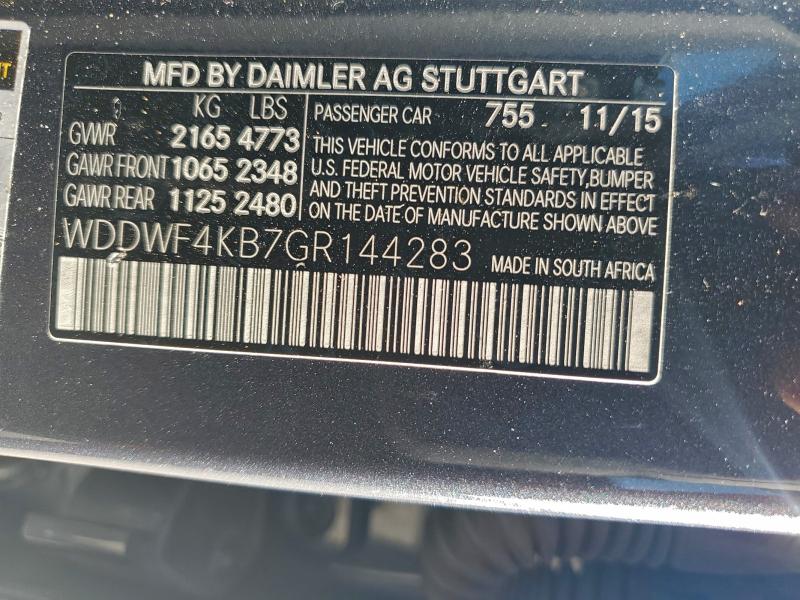 MFD BY DAIMLER AG STUTTGART
KG LBS
GVWR 2165 4773
GAWR FRONT 1065 2348
GAWR REAR 1125 2480
PASSENGER CAR 755 11/15
THIS VEHICLE CONFORMS TO ALL APPLICABLE
U.S. FEDERAL MOTOR VEHICLE SAFETY,BUMPER
AND THEFT PREVENTION STANDARDS IN EFFECT
ON THE DATE OF MANUFACTURE SHOWN ABOVE
WDDWF4KB7GR144283
MADE IN SOUTH AFRICA